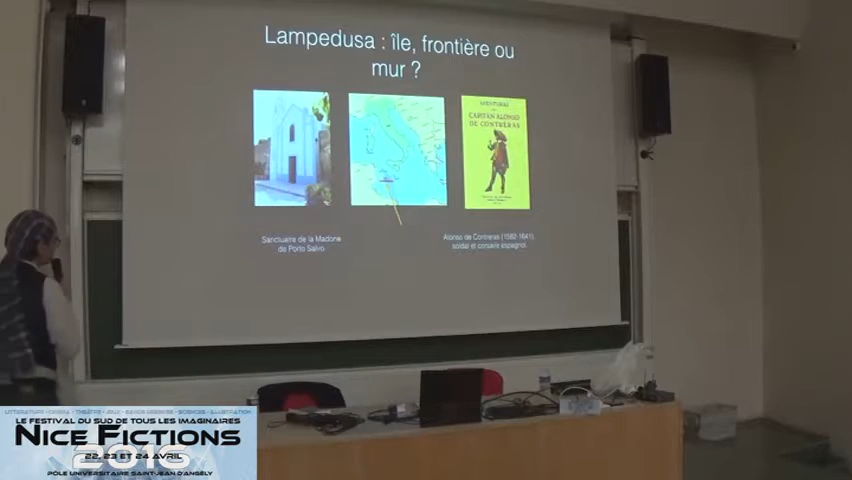 Lampedusa : île, frontière ou
mur ?
AVENTURAS
CAPITAN ALONSO
DE CONTRERAS
Sanctuaire de la Madone
de Porto Salvo
Alonso de Contreras (1582-1641),
soldat et corsaire espagnol.
LE FESTIVAL DU SUD DE TOUS LES IMAGINAIRES
NICE FICTIONS
22, 23 ET 24 AVRIL
2016
PÔLE UNIVERSITAIRE SAINT-JEAN D'ANGÉLY